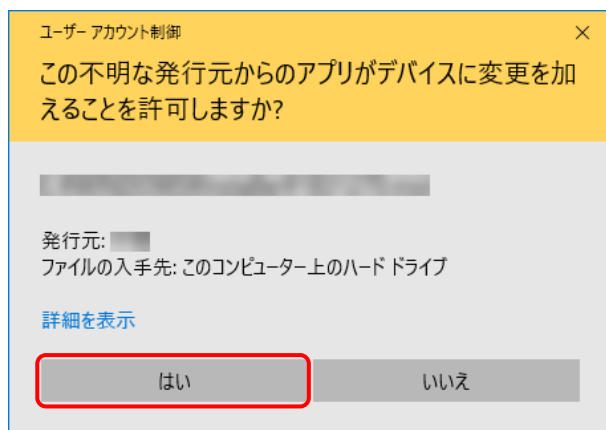 ユーザー アカウント制御
この不明な発行元からのアプリがデバイスに変更を加
えることを許可しますか?
発行元:
ファイルの入手先: このコンピューター上のハード ドライブ
詳細を表示
はい
いいえ